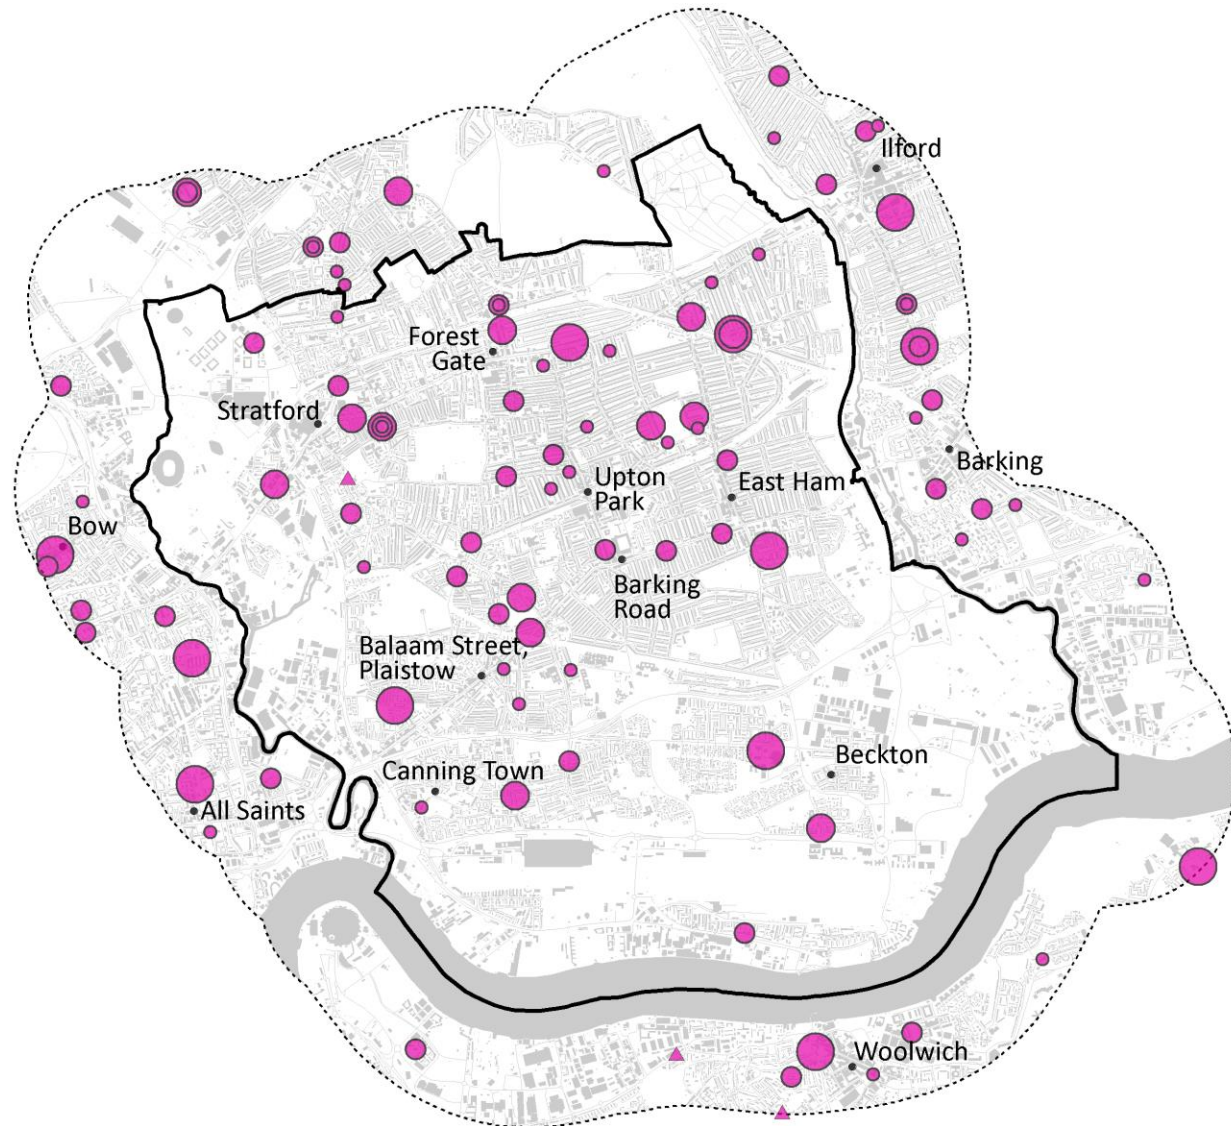 Ilford
Forest
Gate
Stratford
Barking
Upton
Park
East Ham
Bow
Barking
Road
Balaam Street,
Plaistow
Canning Town
Beckton
All Saints
Woolwich